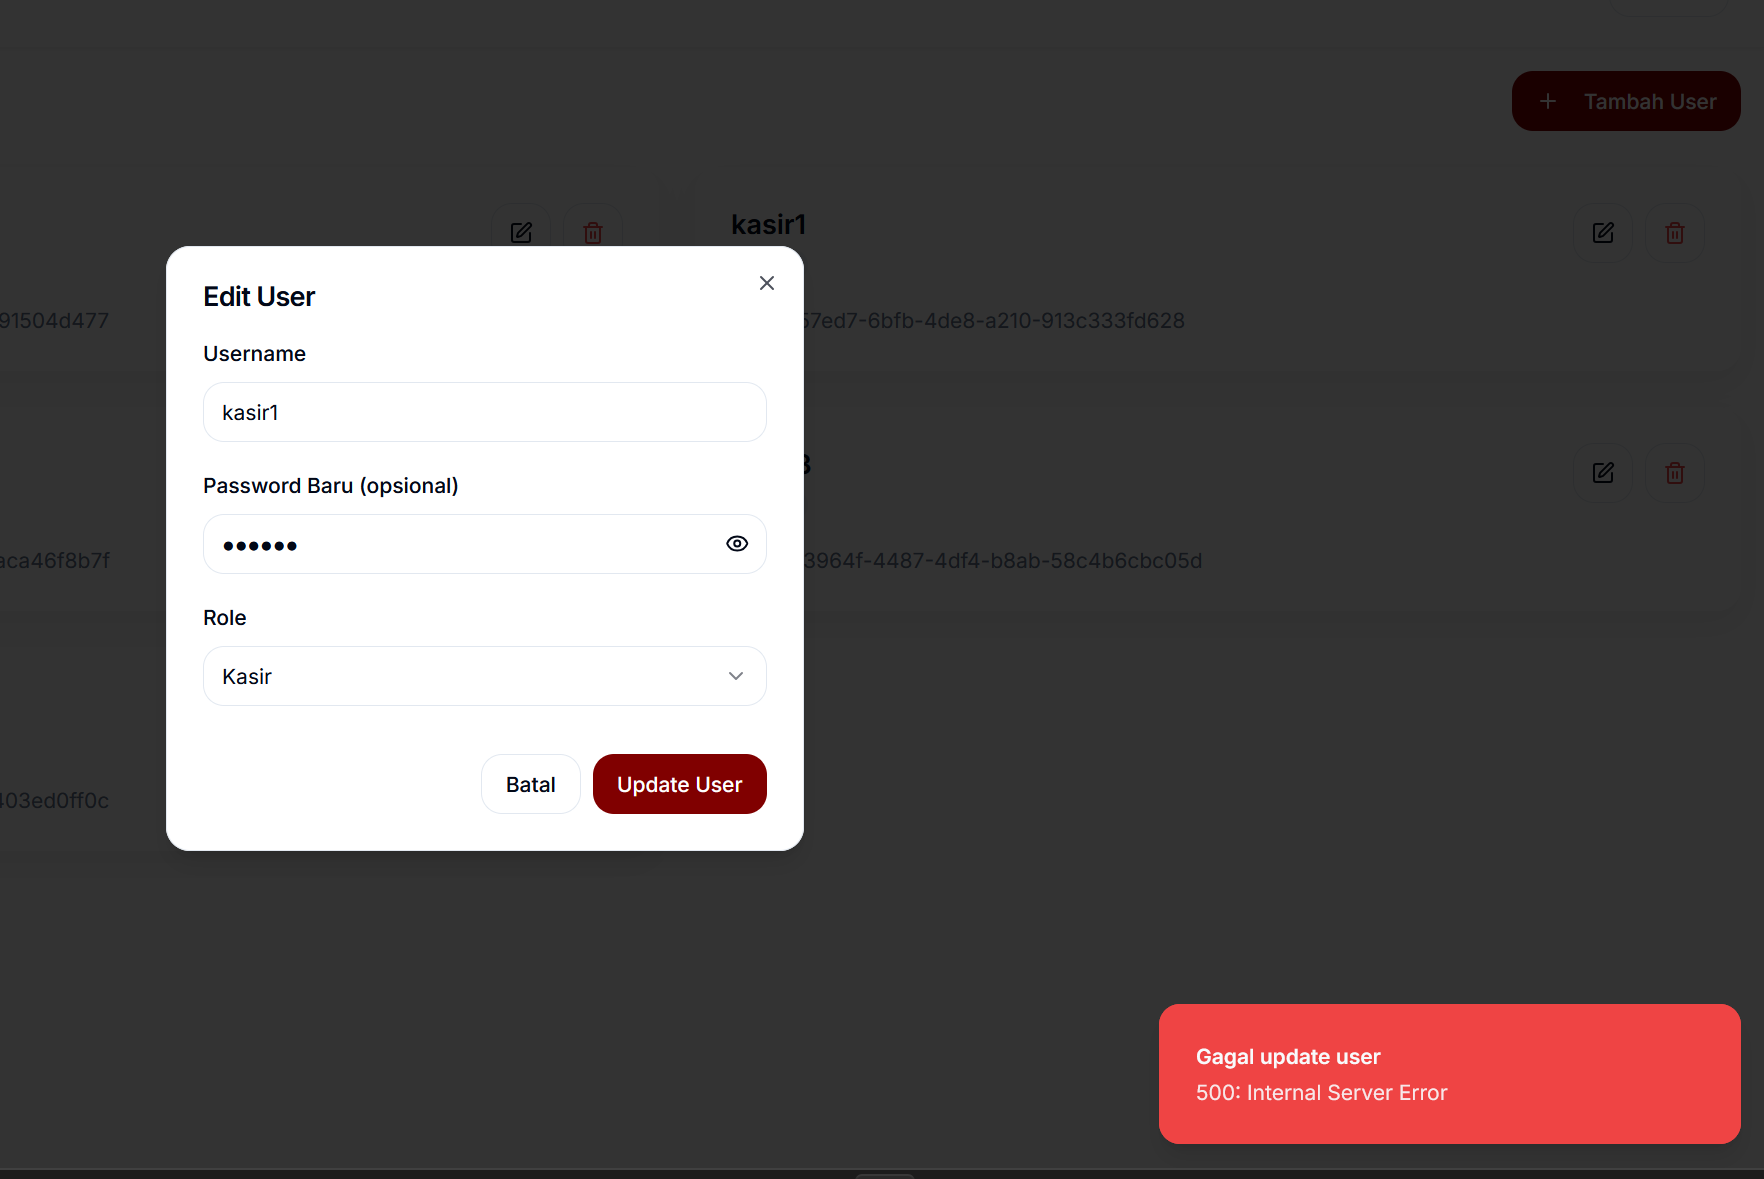 Tambah User
kasir1
91504d477
57ed7-6bfb-4de8-a210-913c333fd628
Edit User
Username
kasir1
Password Baru (opsional)
••••••
Role
Kasir
Batal
Update User
3
aca46f8b7f
3964f-4487-4df4-b8ab-58c4b6cbc05d
403ed0ff0c
Gagal update user
500: Internal Server Error